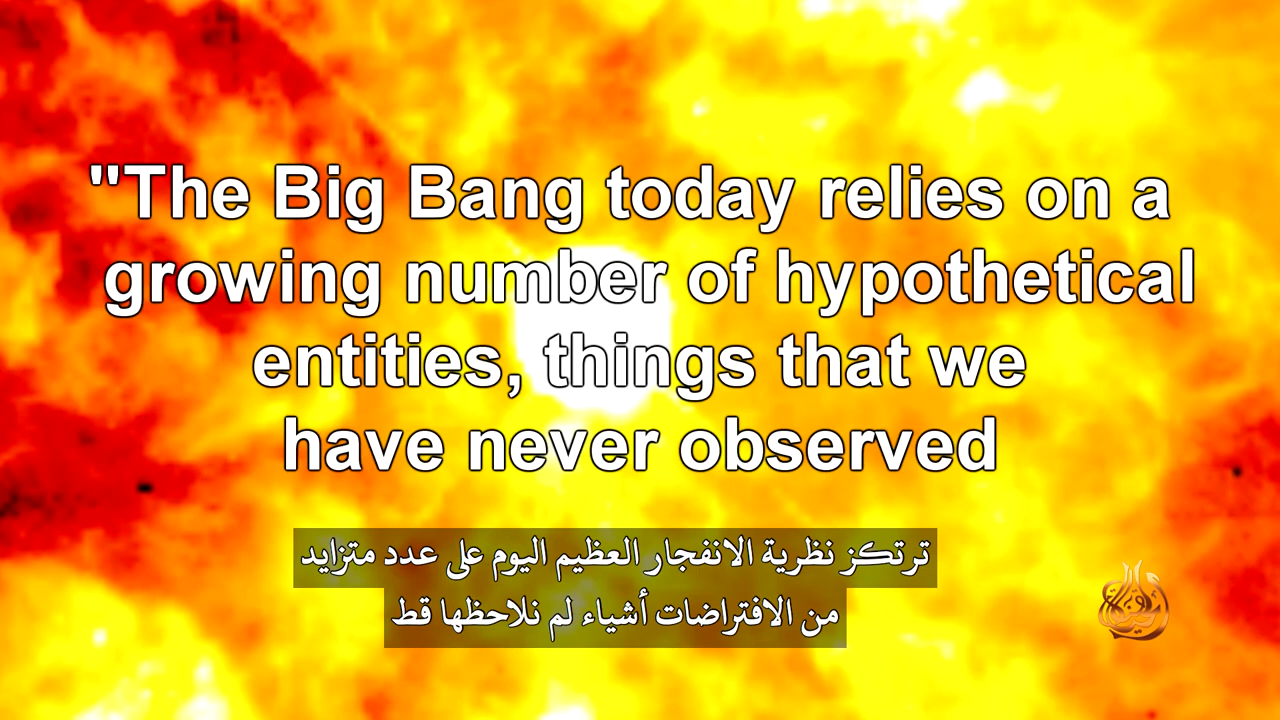 "The Big Bang today relies on a
growing number of hypothetical
entities, things that we
have never observed
ترتكز نظرية الانفجار العظيم اليوم على عدد متزايد
من الافتراضات أشياء لم نلاحظها قط